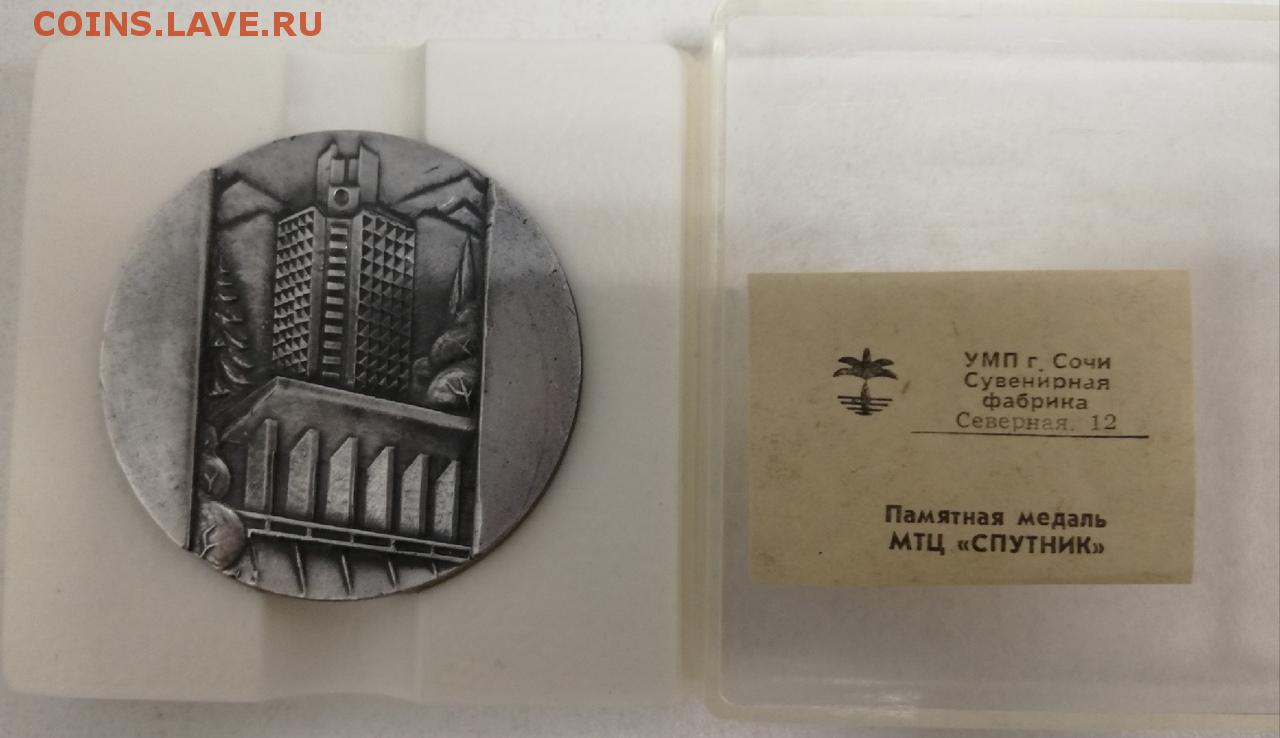 COINS.LAVE.RU
УМП г. Сочи
Сувенирная
фабрика
Северная, 12
Памятная медаль
МТЦ «СПУТНИК»